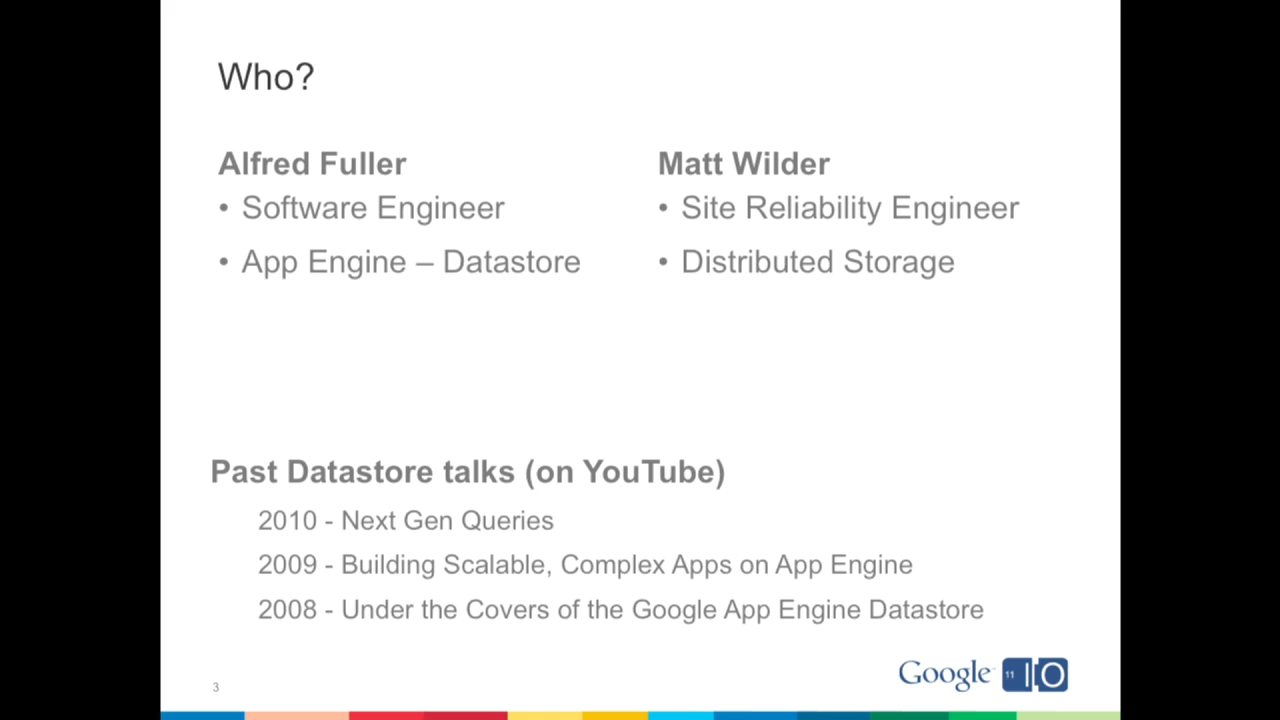 Who?
Alfred Fuller
• Software Engineer
• App Engine – Datastore
Matt Wilder
• Site Reliability Engineer
• Distributed Storage
Past Datastore talks (on YouTube)
2010 - Next Gen Queries
2009 - Building Scalable, Complex Apps on App Engine
2008 - Under the Covers of the Google App Engine Datastore
3
Google 11 IO